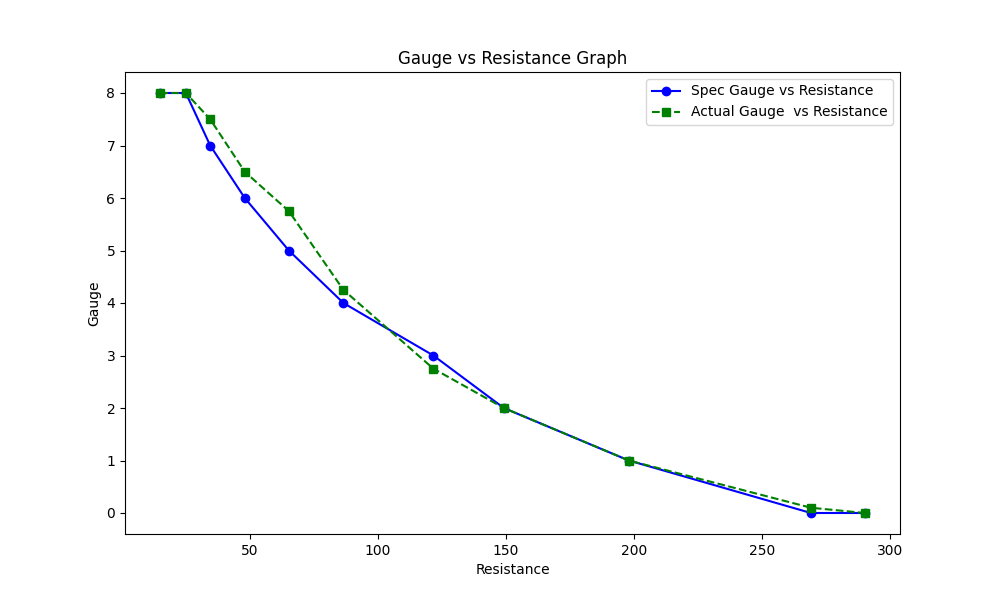 Gauge vs Resistance Graph
Spec Gauge vs Resistance
Actual Gauge  vs Resistance
Gauge
8
7
6
5
4
3
2
1
0
50 100 150 200 250 300
Resistance